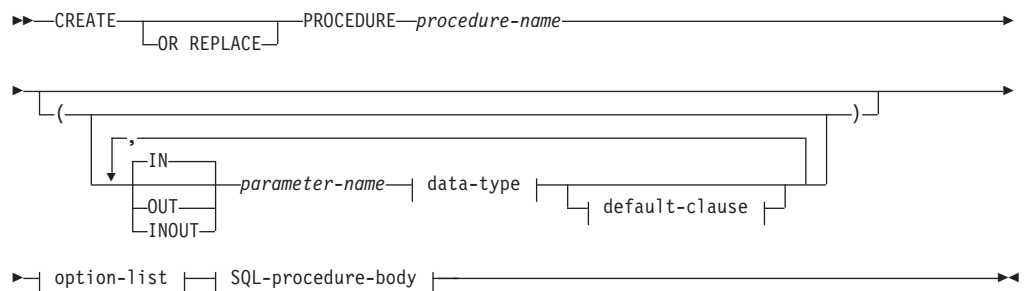 CREATE PROCEDURE procedure-name
OR REPLACE
( )
,
IN
parameter-name data-type
OUT default-clause
INOUT
option-list SQL-procedure-body